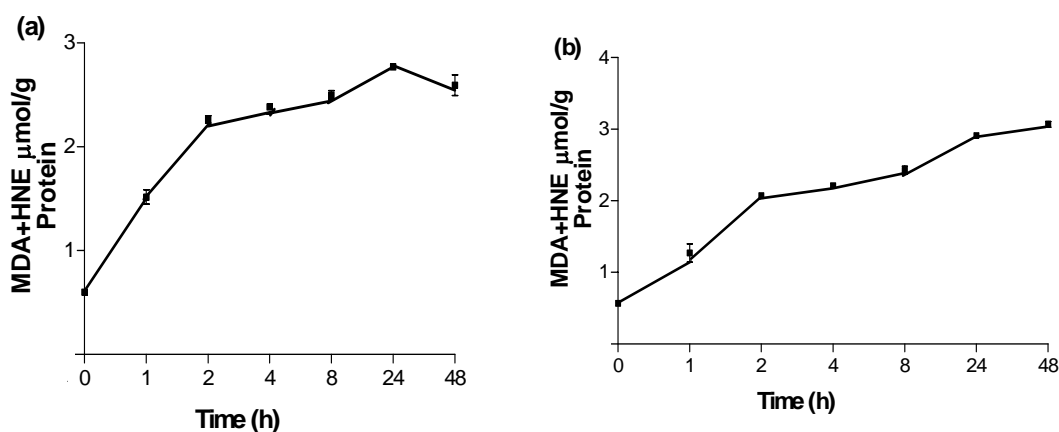 (a)
3
2
1
MDA+HNE µmol/g
Protein
0 1 2 4 8 24 48
Time (h)
(b)
4
3
2
1
MDA+HNE µmol/g
Protein
0 1 2 4 8 24 48
Time (h)